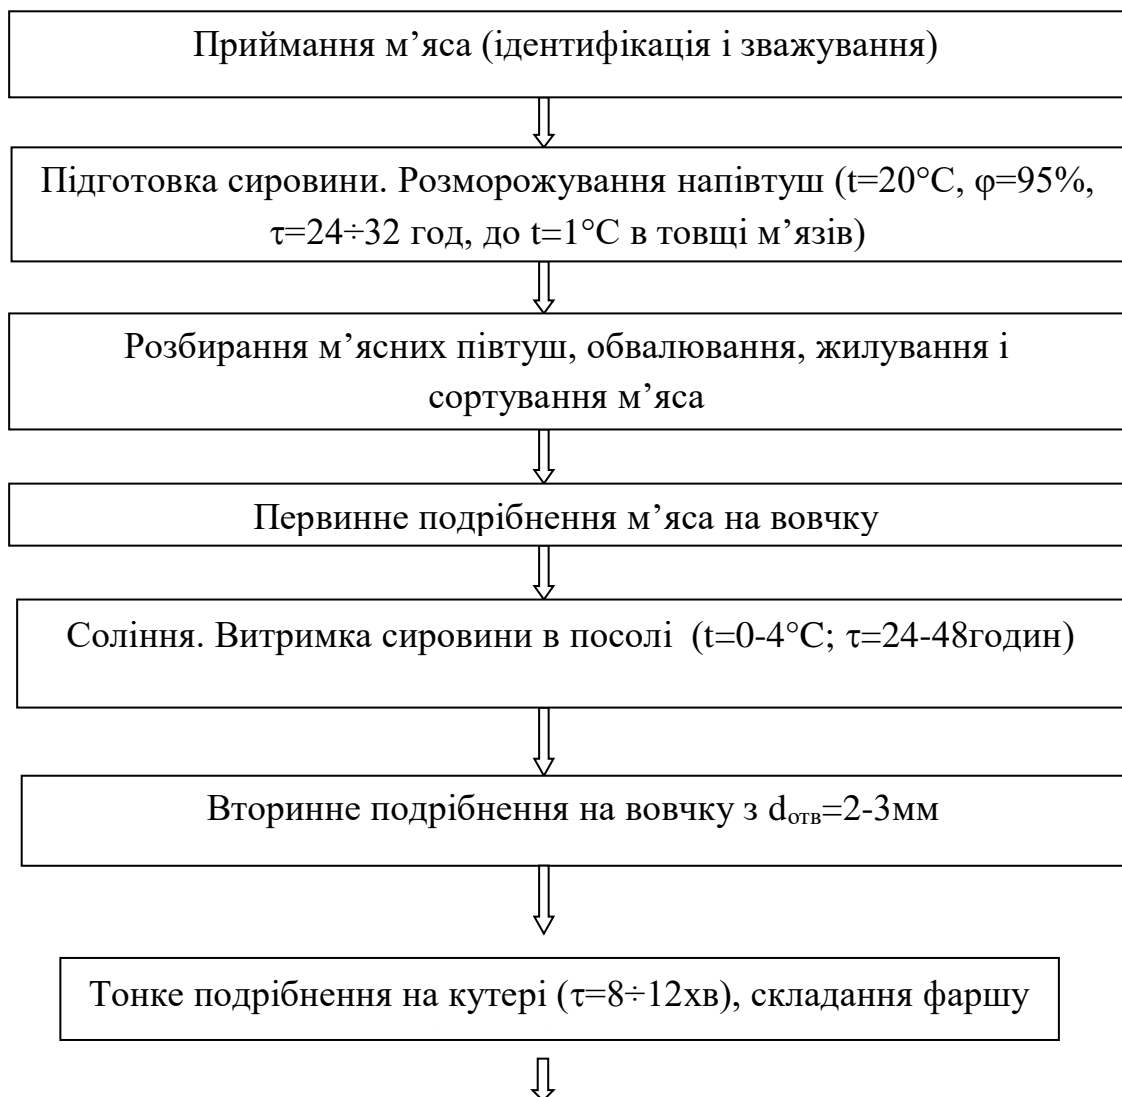 Приймання м’яса (ідентифікація і зважування)
Підготовка сировини. Розморожування напівтуш (t=20°C, φ=95%,
τ=24÷32 год, до t=1°C в товщі м’язів)
Розбирання м’ясних півтуш, обвалювання, жилування і
сортування м’яса
Первинне подрібнення м’яса на вовчку
Соління. Витримка сировини в посолі (t=0-4°C; τ=24-48годин)
Вторинне подрібнення на вовчку з dотв=2-3мм
Тонке подрібнення на кутері (τ=8÷12хв), складання фаршу